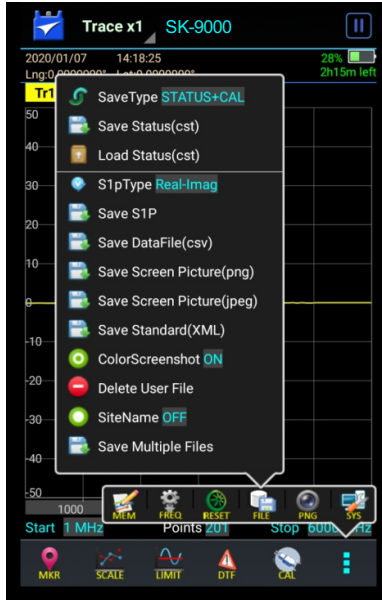 Trace x1 SK-9000
2020/01/07 14:18:25 28%
Lng:0.0000000° Lat:0.0000000° 2h15m left
Tr1
SaveType STATUS+CAL
Save Status(cst)
Load Status(cst)
S1pType Real-Imag
Save S1P
Save DataFile(csv)
Save Screen Picture(png)
Save Screen Picture(jpeg)
Save Standard(XML)
ColorScreenshot ON
Delete User File
SiteName OFF
Save Multiple Files
50
40
30
20
10
0
-10
-20
-30
-40
-50
1000
MEM FREQ RESET FILE PNG SYS
Start 1 MHz Points 201 Stop 6000
MKR SCALE LIMIT DTF CAL